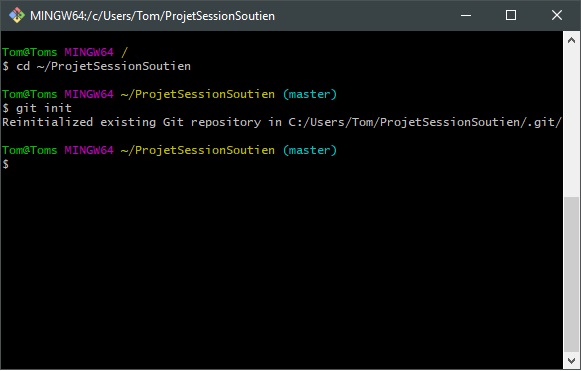 MINGW64:/c/Users/Tom/ProjetSessionSoutien
Tom@Toms MINGW64 /
$ cd ~/ProjetSessionSoutien
Tom@Toms MINGW64 ~/ProjetSessionSoutien (master)
$ git init
Reinitialized existing Git repository in C:/Users/Tom/ProjetSessionSoutien/.git/
Tom@Toms MINGW64 ~/ProjetSessionSoutien (master)
$